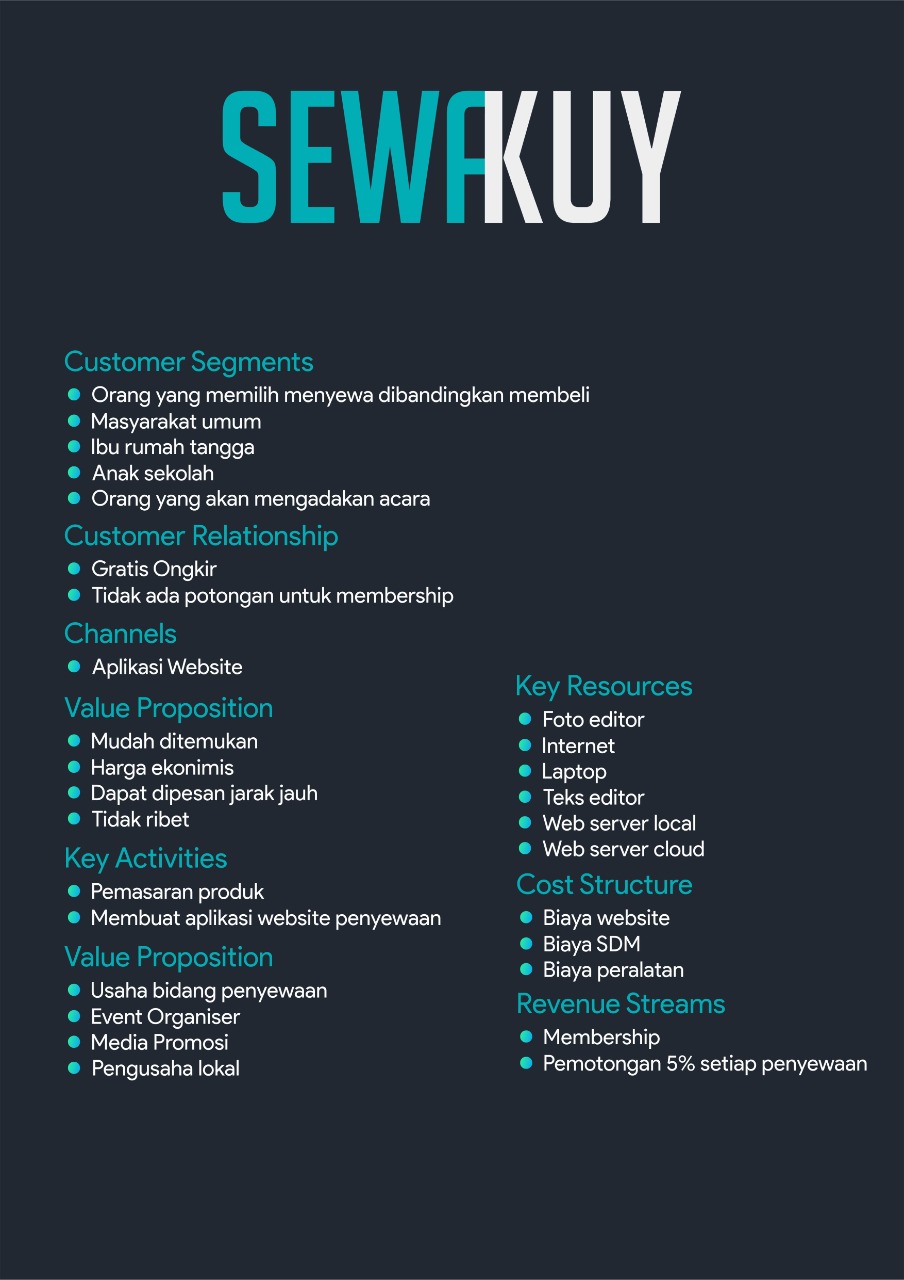 SEWAKUY
Customer Segments
Orang yang memilih menyewa dibandingkan membeli
Masyarakat umum
Ibu rumah tangga
Anak sekolah
Orang yang akan mengadakan acara
Customer Relationship
Gratis Ongkir
Tidak ada potongan untuk membership
Channels
Aplikasi Website
Value Proposition
Mudah ditemukan
Harga ekonimis
Dapat dipesan jarak jauh
Tidak ribet
Key Activities
Pemasaran produk
Membuat aplikasi website penyewaan
Value Proposition
Usaha bidang penyewaan
Event Organiser
Media Promosi
Pengusaha lokal
Key Resources
Foto editor
Internet
Laptop
Teks editor
Web server local
Web server cloud
Cost Structure
Biaya website
Biaya SDM
Biaya peralatan
Revenue Streams
Membership
Pemotongan 5% setiap penyewaan